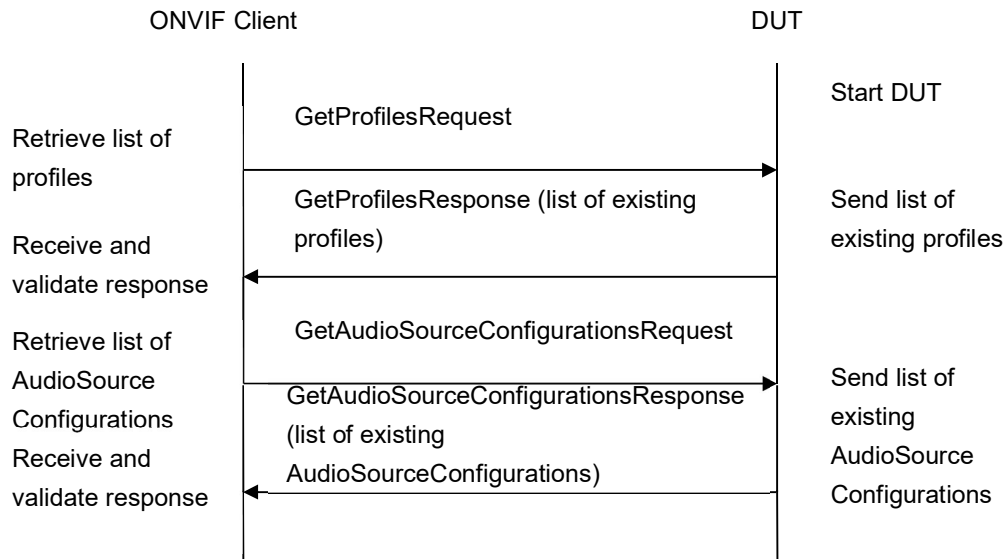 ONVIF Client
DUT
Start DUT
GetProfilesRequest
Retrieve list of
profiles
GetProfilesResponse (list of existing
profiles)
Send list of
existing profiles
Receive and
validate response
GetAudioSourceConfigurationsRequest
Retrieve list of
AudioSource
Configurations
Send list of
existing
AudioSource
Configurations
GetAudioSourceConfigurationsResponse
(list of existing
AudioSourceConfigurations)
Receive and
validate response